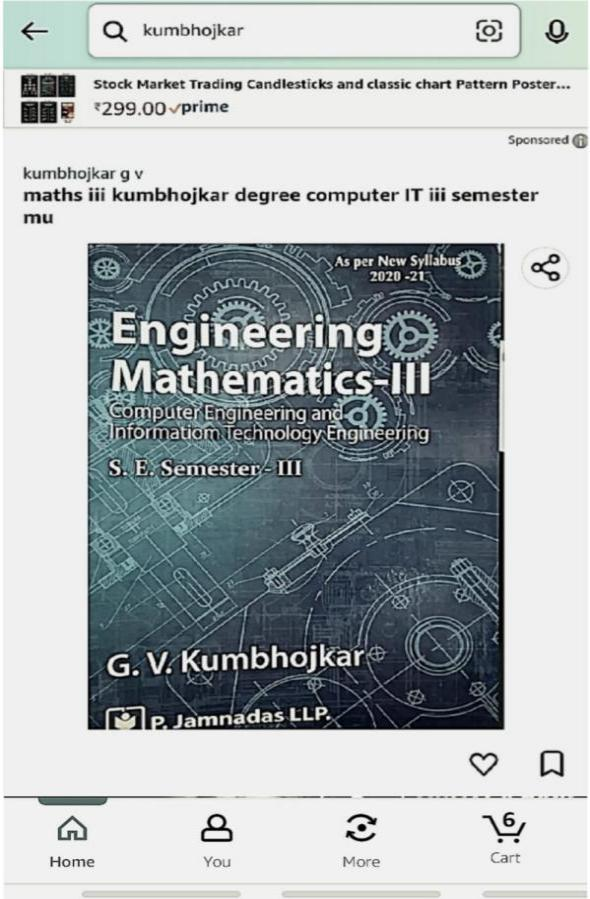 kumbhojkar
Stock Market Trading Candlesticks and classic chart Pattern Poster...
₹299.00 prime
Sponsored
kumbhojkar g v
maths iii kumbhojkar degree computer IT iii semester
mu
As per New Syllabus
2020 -21
Engineering
Mathematics-III
Computer Engineering and
Informatiom Technology Engineering
S. E. Semester - III
G. V. Kumbhojkar
P. Jamnadas LLP.
6
Home You More Cart